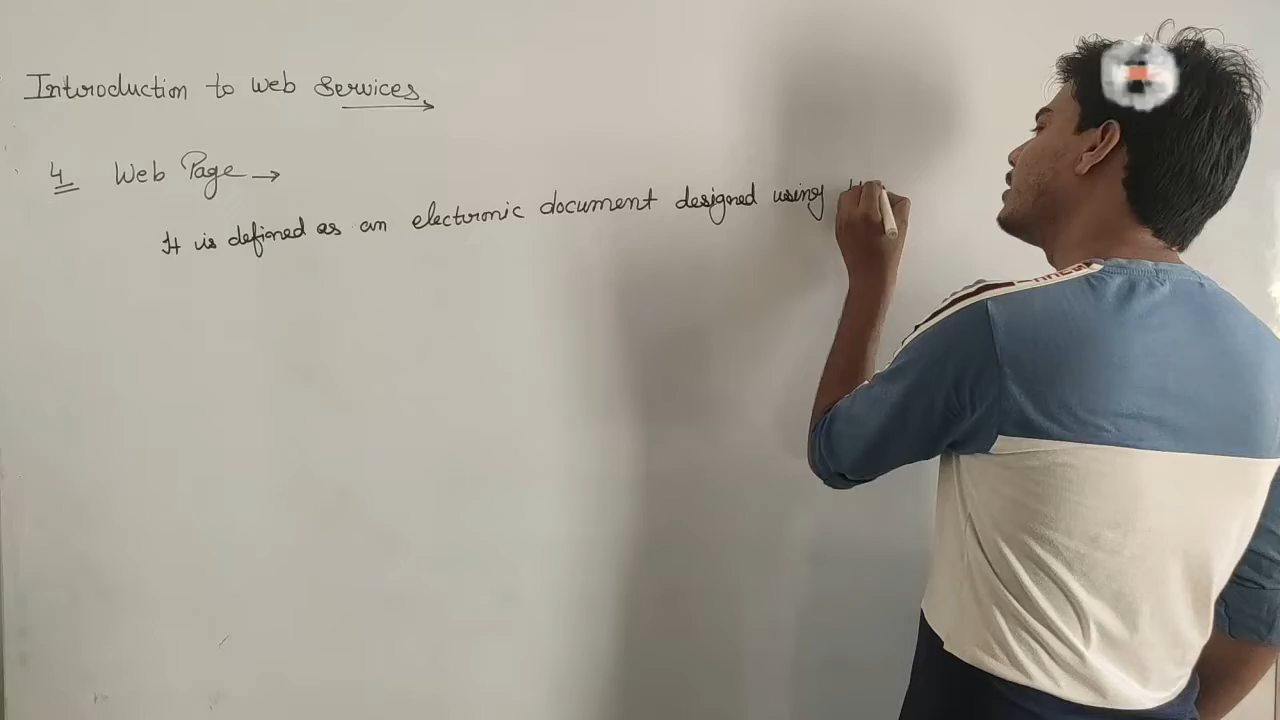 Introduction to Web Services
4 Web Page →
It is defined as an electronic document designed using